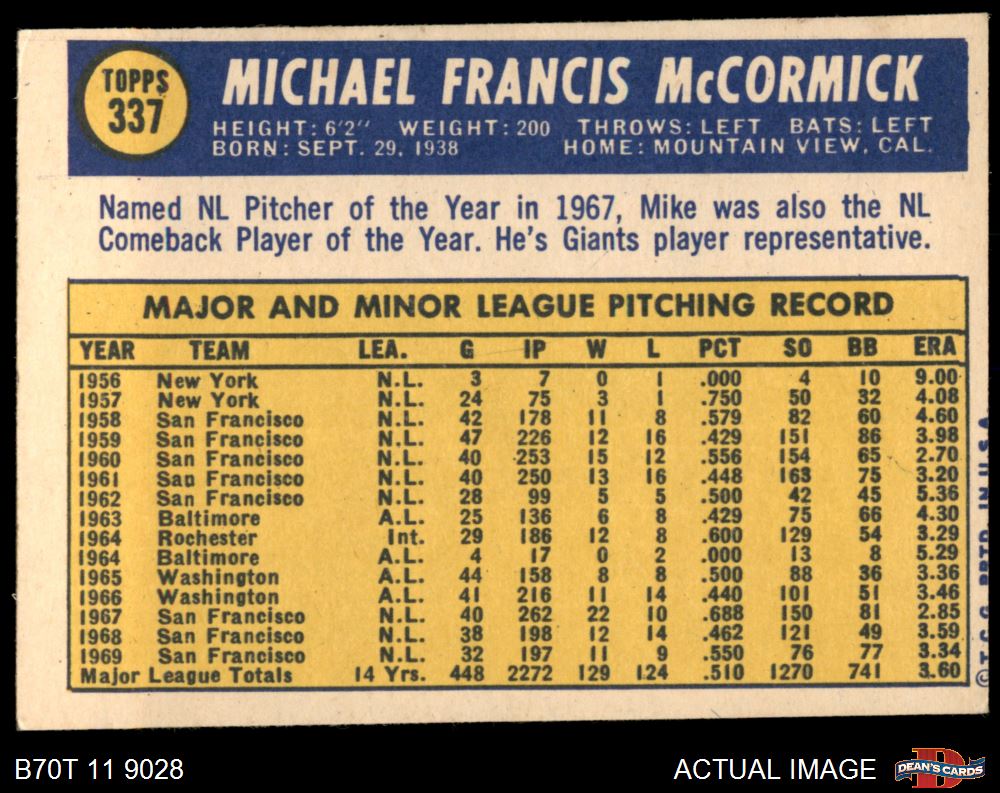 TOPPS
337
MICHAEL FRANCIS McCORMICK
HEIGHT: 6'2" WEIGHT: 200 THROWS: LEFT BATS: LEFT
BORN: SEPT. 29, 1938 HOME: MOUNTAIN VIEW, CAL.
Named NL Pitcher of the Year in 1967, Mike was also the NL
Comeback Player of the Year. He's Giants player representative.
MAJOR AND MINOR LEAGUE PITCHING RECORD
YEAR TEAM LEA. G IP W L PCT SO BB ERA
1956 New York N.L. 3 7 0 1 .000 4 10 9.00
1957 New York N.L. 24 75 3 1 .750 50 32 4.08
1958 San Francisco N.L. 42 178 11 8 .579 82 60 4.60
1959 San Francisco N.L. 47 226 12 16 .429 151 86 3.98
1960 San Francisco N.L. 40 253 15 12 .556 154 65 2.70
1961 San Francisco N.L. 40 250 13 16 .448 163 75 3.20
1962 San Francisco N.L. 28 99 5 5 .500 42 45 5.36
1963 Baltimore A.L. 25 136 6 8 .429 75 66 4.30
1964 Rochester Int. 29 186 12 8 .600 129 54 3.29
1964 Baltimore A.L. 4 17 0 2 .000 13 8 5.29
1965 Washington A.L. 44 158 8 8 .500 88 36 3.36
1966 Washington A.L. 41 216 11 14 .440 101 51 3.46
1967 San Francisco N.L. 40 262 22 10 .688 150 81 2.85
1968 San Francisco N.L. 38 198 12 14 .462 121 49 3.59
1969 San Francisco N.L. 32 197 11 9 .550 76 77 3.34
Major League Totals 14 Yrs. 448 2272 129 124 .510 1270 741 3.60
©T.C.G. PRTD. IN U.S.A.
B70T 11 9028
ACTUAL IMAGE
DEAN'S CARDS